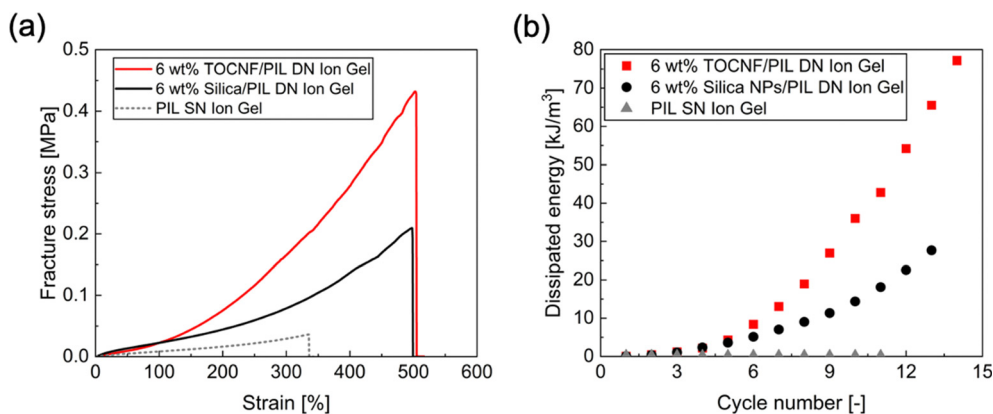 (a)
0.5
0.4
0.3
0.2
0.1
0.0
Fracture stress [MPa]
6 wt% TOCNF/PIL DN Ion Gel
6 wt% Silica/PIL DN Ion Gel
PIL SN Ion Gel
0
100
200
300
400
500
600
Strain [%]
(b)
80
70
60
50
40
30
20
10
0
Dissipated energy [kJ/m³]
6 wt% TOCNF/PIL DN Ion Gel
6 wt% Silica NPs/PIL DN Ion Gel
PIL SN Ion Gel
0
3
6
9
12
15
Cycle number [-]